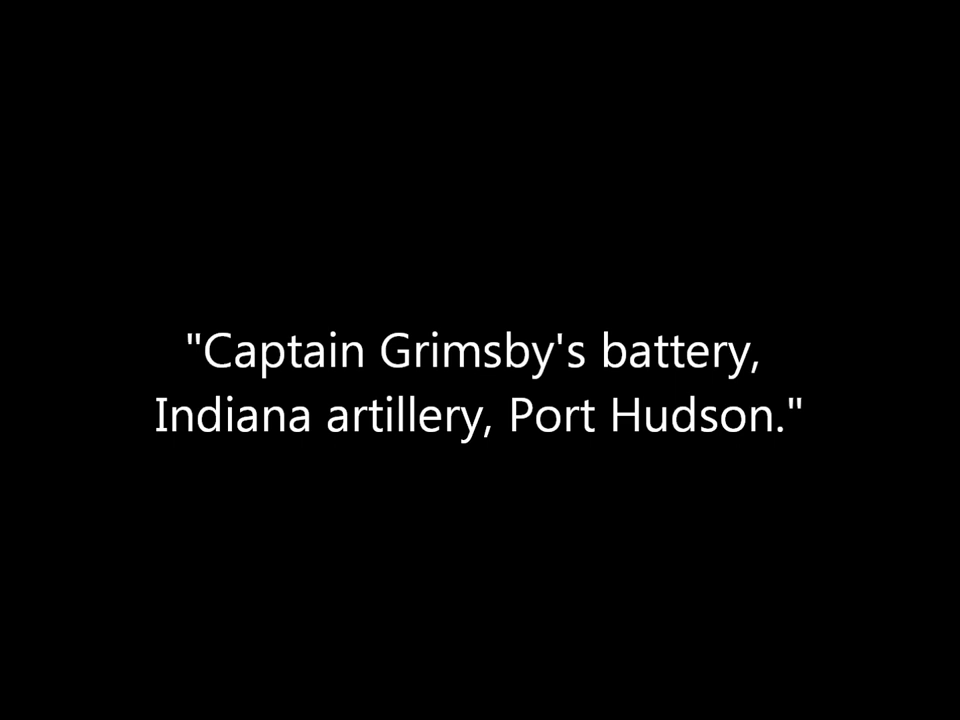 "Captain Grimsby's battery,
Indiana artillery, Port Hudson."